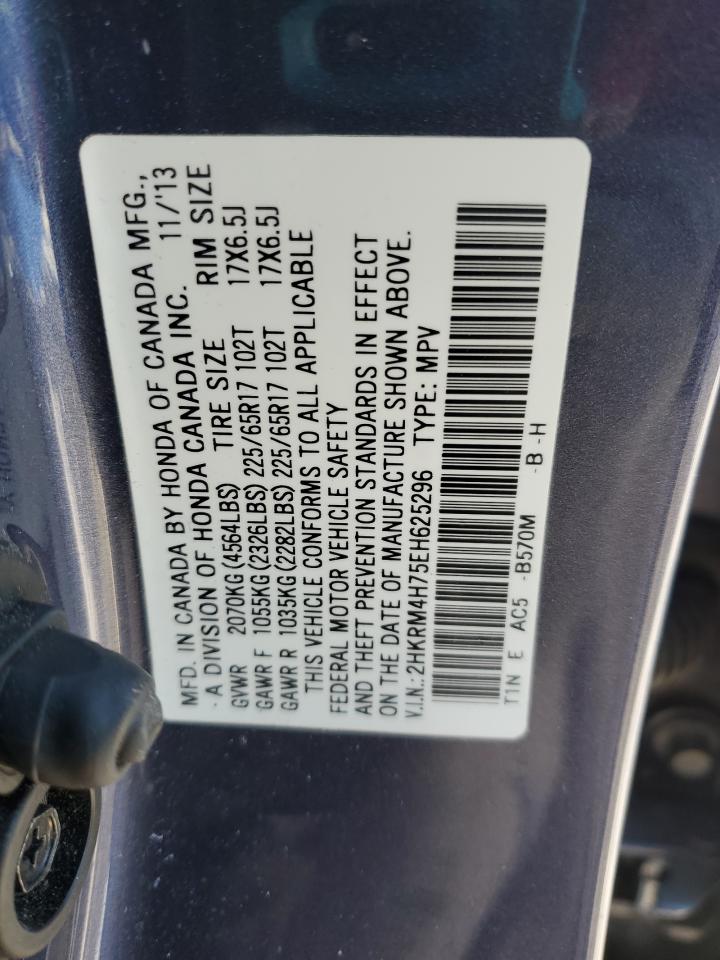 MFD. IN CANADA BY HONDA OF CANADA MFG.,
A DIVISION OF HONDA CANADA INC. 11/'13
GVWR 2070KG(4564LBS) TIRE SIZE RIM SIZE
GAWR F 1055KG(2326LBS) 225/65R17 102T 17X6.5J
GAWR R 1035KG(2282LBS) 225/65R17 102T 17X6.5J
THIS VEHICLE CONFORMS TO ALL APPLICABLE
FEDERAL MOTOR VEHICLE SAFETY
AND THEFT PREVENTION STANDARDS IN EFFECT
ON THE DATE OF MANUFACTURE SHOWN ABOVE.
V.I.N.: 2HKRM4H75EH625296 TYPE: MPV
T1N E AC5 -B570M -B -H